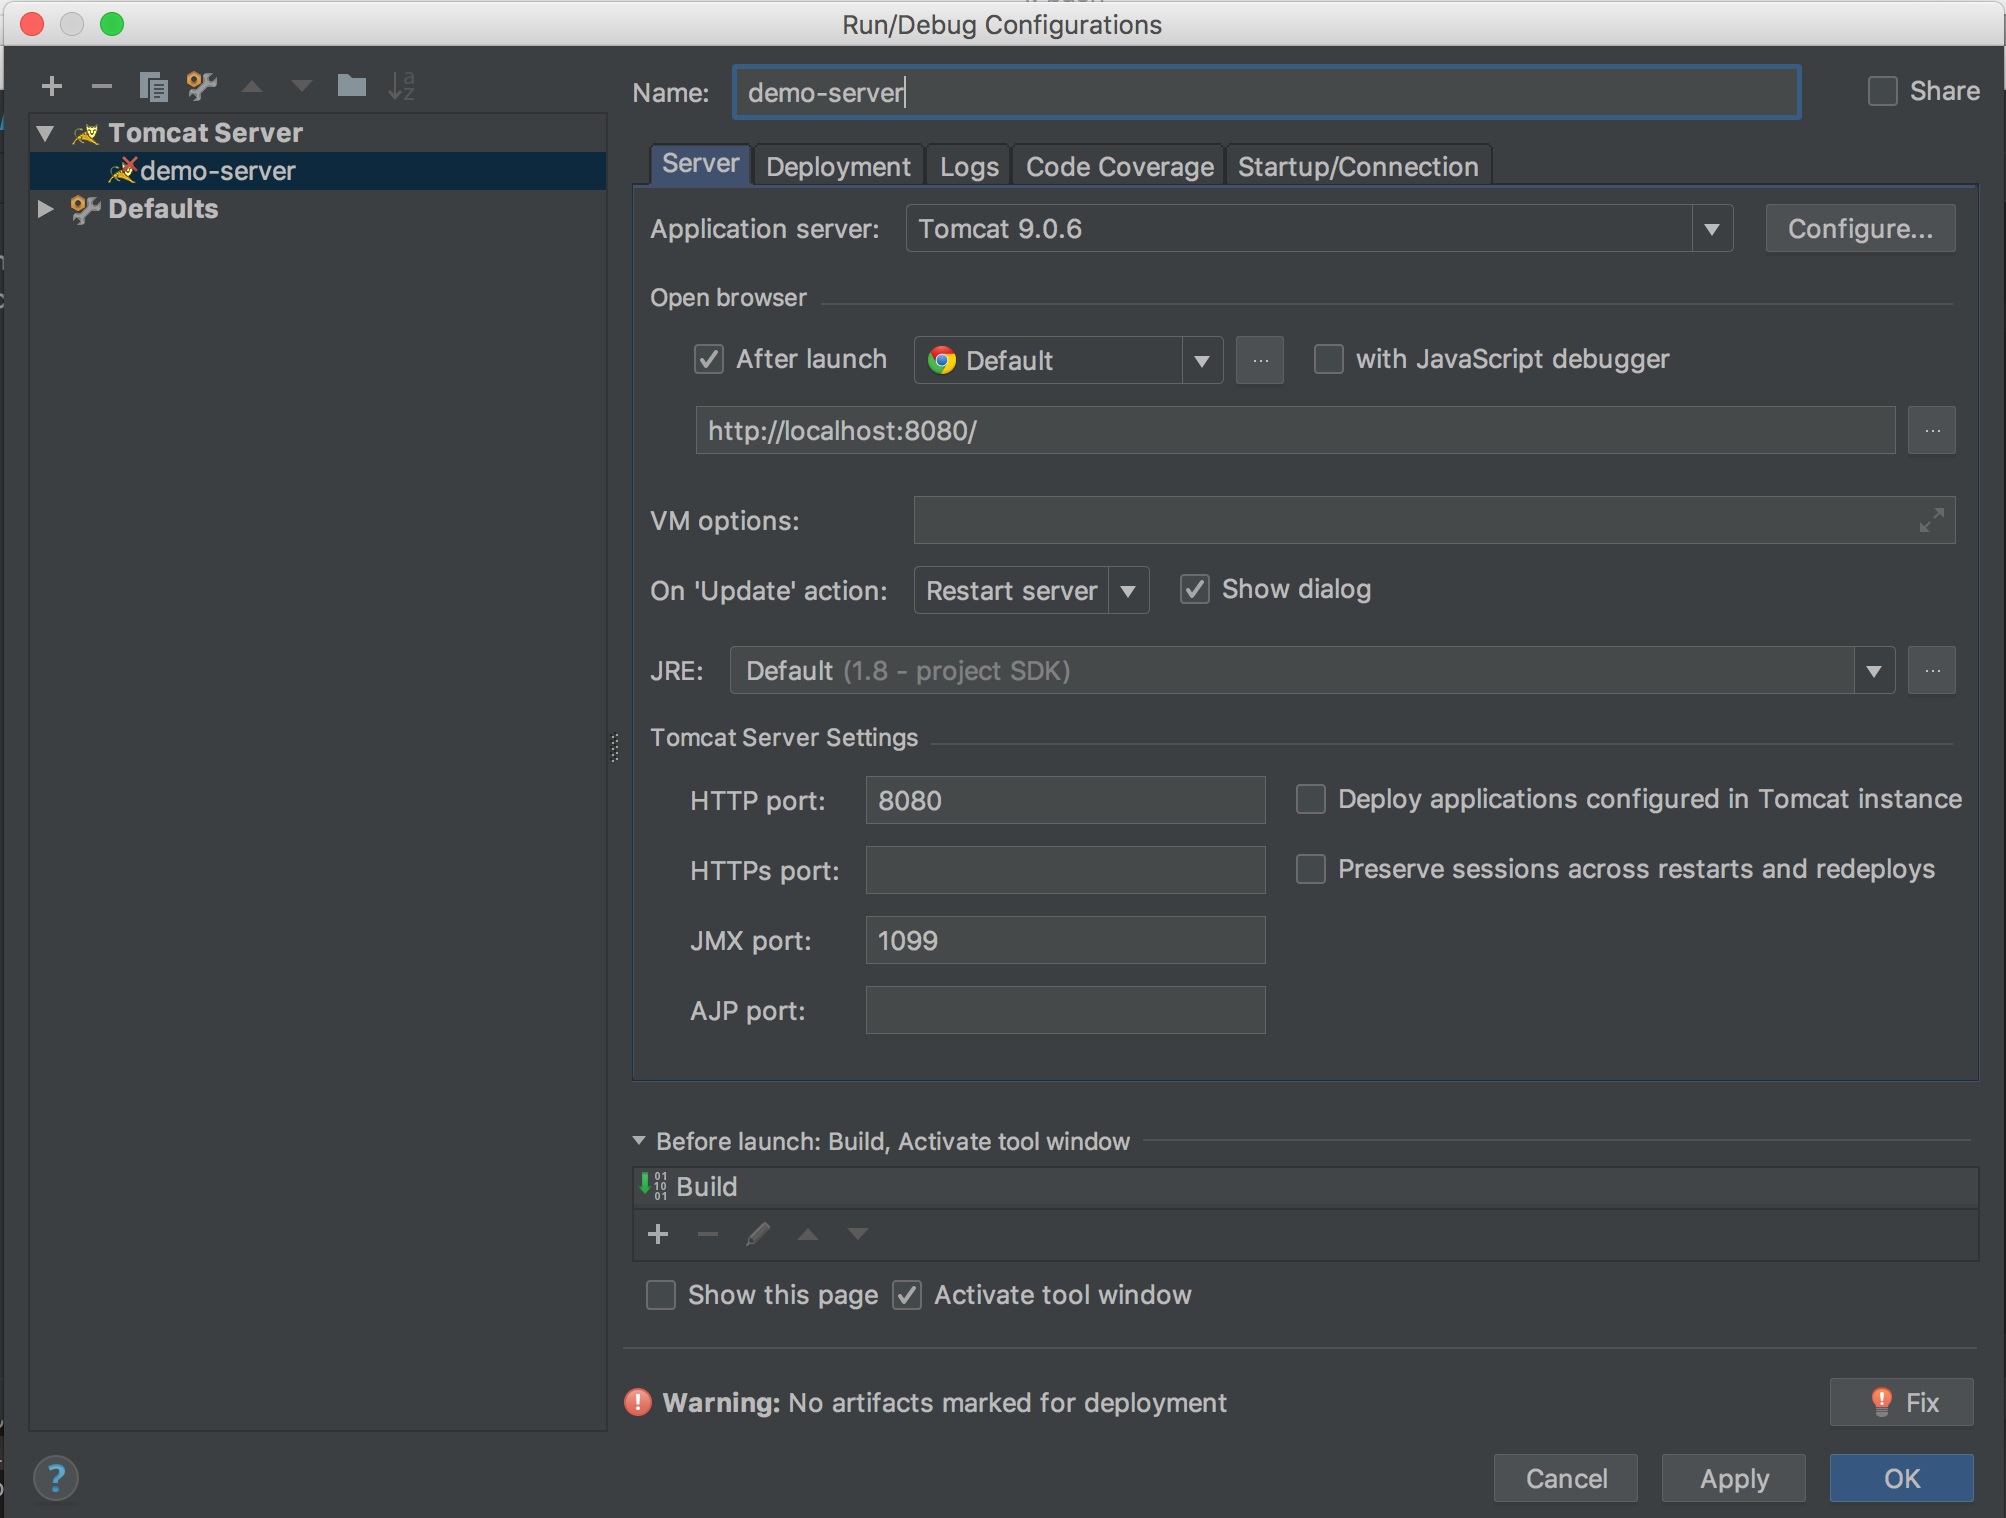 Run/Debug Configurations
Name: demo-server
Share
Tomcat Server
demo-server
Defaults
Server Deployment Logs Code Coverage Startup/Connection
Application server: Tomcat 9.0.6 Configure...
Open browser
After launch Default ... with JavaScript debugger
http://localhost:8080/ ...
VM options:
On 'Update' action: Restart server Show dialog
JRE: Default (1.8 - project SDK) ...
Tomcat Server Settings
HTTP port: 8080 Deploy applications configured in Tomcat instance
HTTPs port: Preserve sessions across restarts and redeploys
JMX port: 1099
AJP port:
Before launch: Build, Activate tool window
Build
Show this page Activate tool window
Warning: No artifacts marked for deployment Fix
? Cancel Apply OK